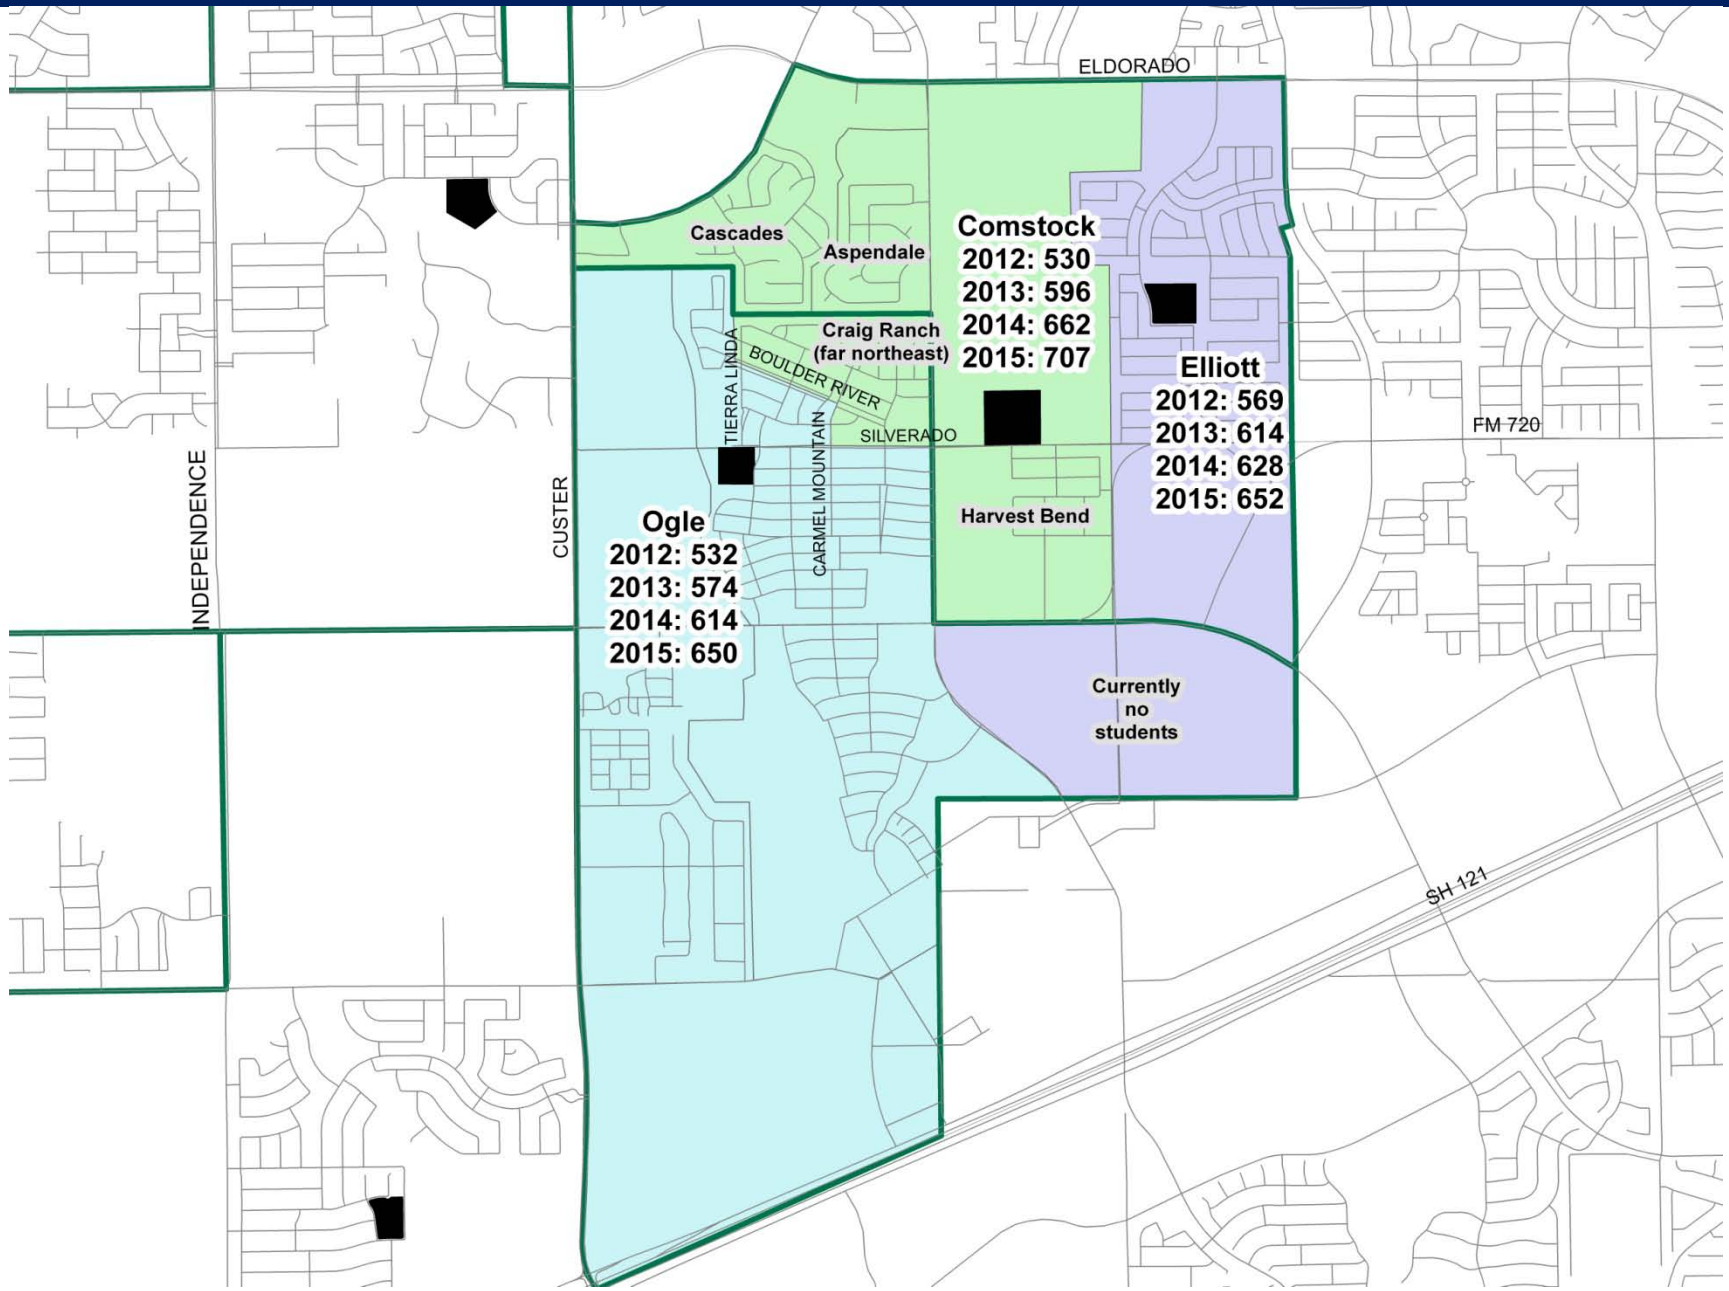 ELDORADO
Cascades
Aspendale
Comstock
2012: 530
2013: 596
2014: 662
2015: 707
Craig Ranch
(far northeast)
TIERRA LINDA
BOULDER RIVER
SILVERADO
CARMEL MOUNTAIN
Elliott
2012: 569
2013: 614
2014: 628
2015: 652
FM 720
INDEPENDENCE
CUSTER
Harvest Bend
Ogle
2012: 532
2013: 574
2014: 614
2015: 650
Currently
no
students
SH 121